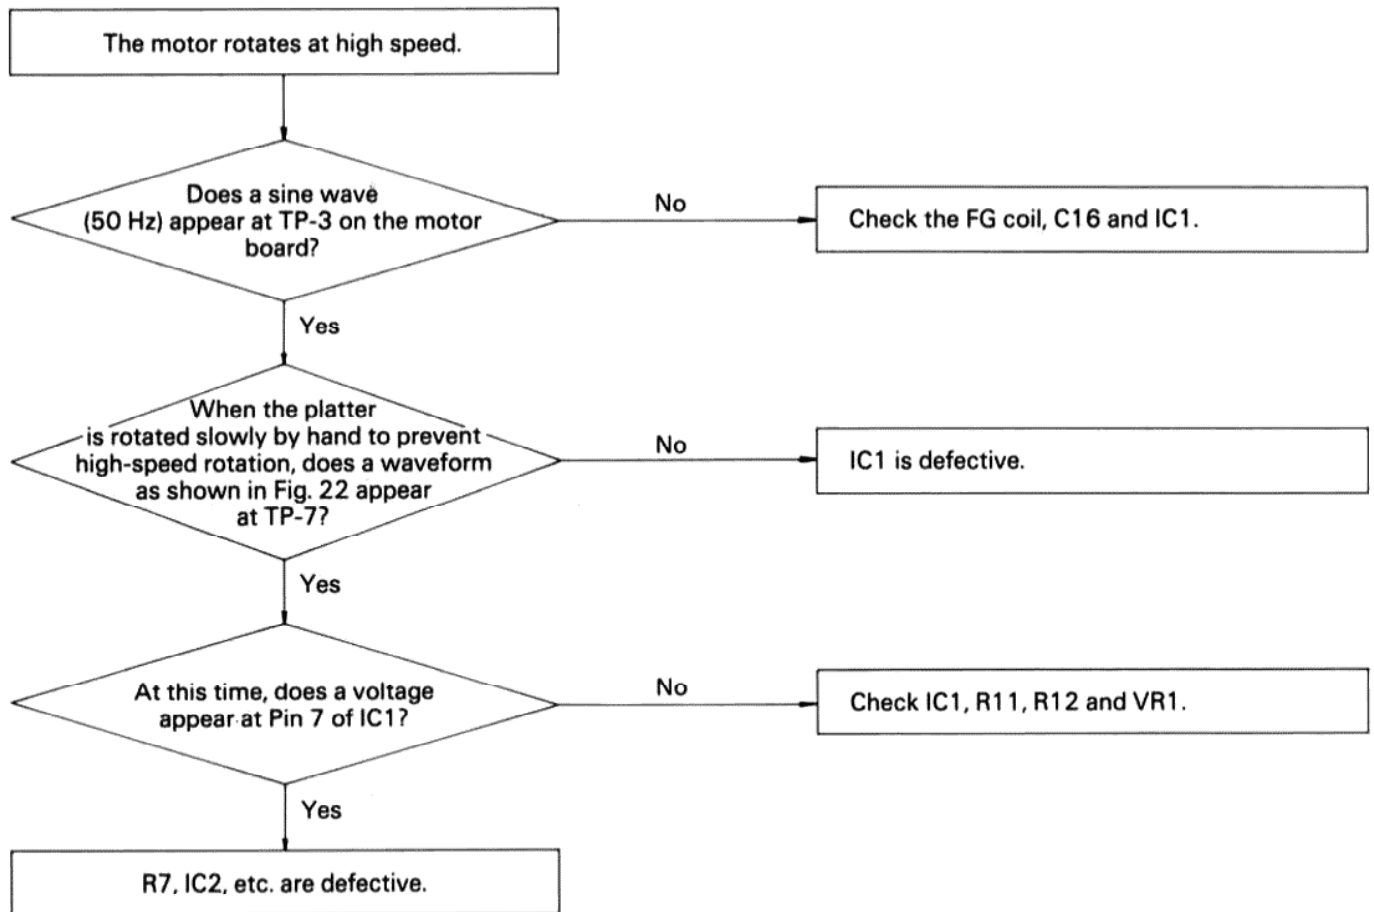 The motor rotates at high speed.
Does a sine wave
(50 Hz) appear at TP-3 on the motor
board?
No
Check the FG coil, C16 and IC1.
Yes
When the platter
is rotated slowly by hand to prevent
high-speed rotation, does a waveform
as shown in Fig. 22 appear
at TP-7?
No
IC1 is defective.
Yes
At this time, does a voltage
appear at Pin 7 of IC1?
No
Check IC1, R11, R12 and VR1.
Yes
R7, IC2, etc. are defective.